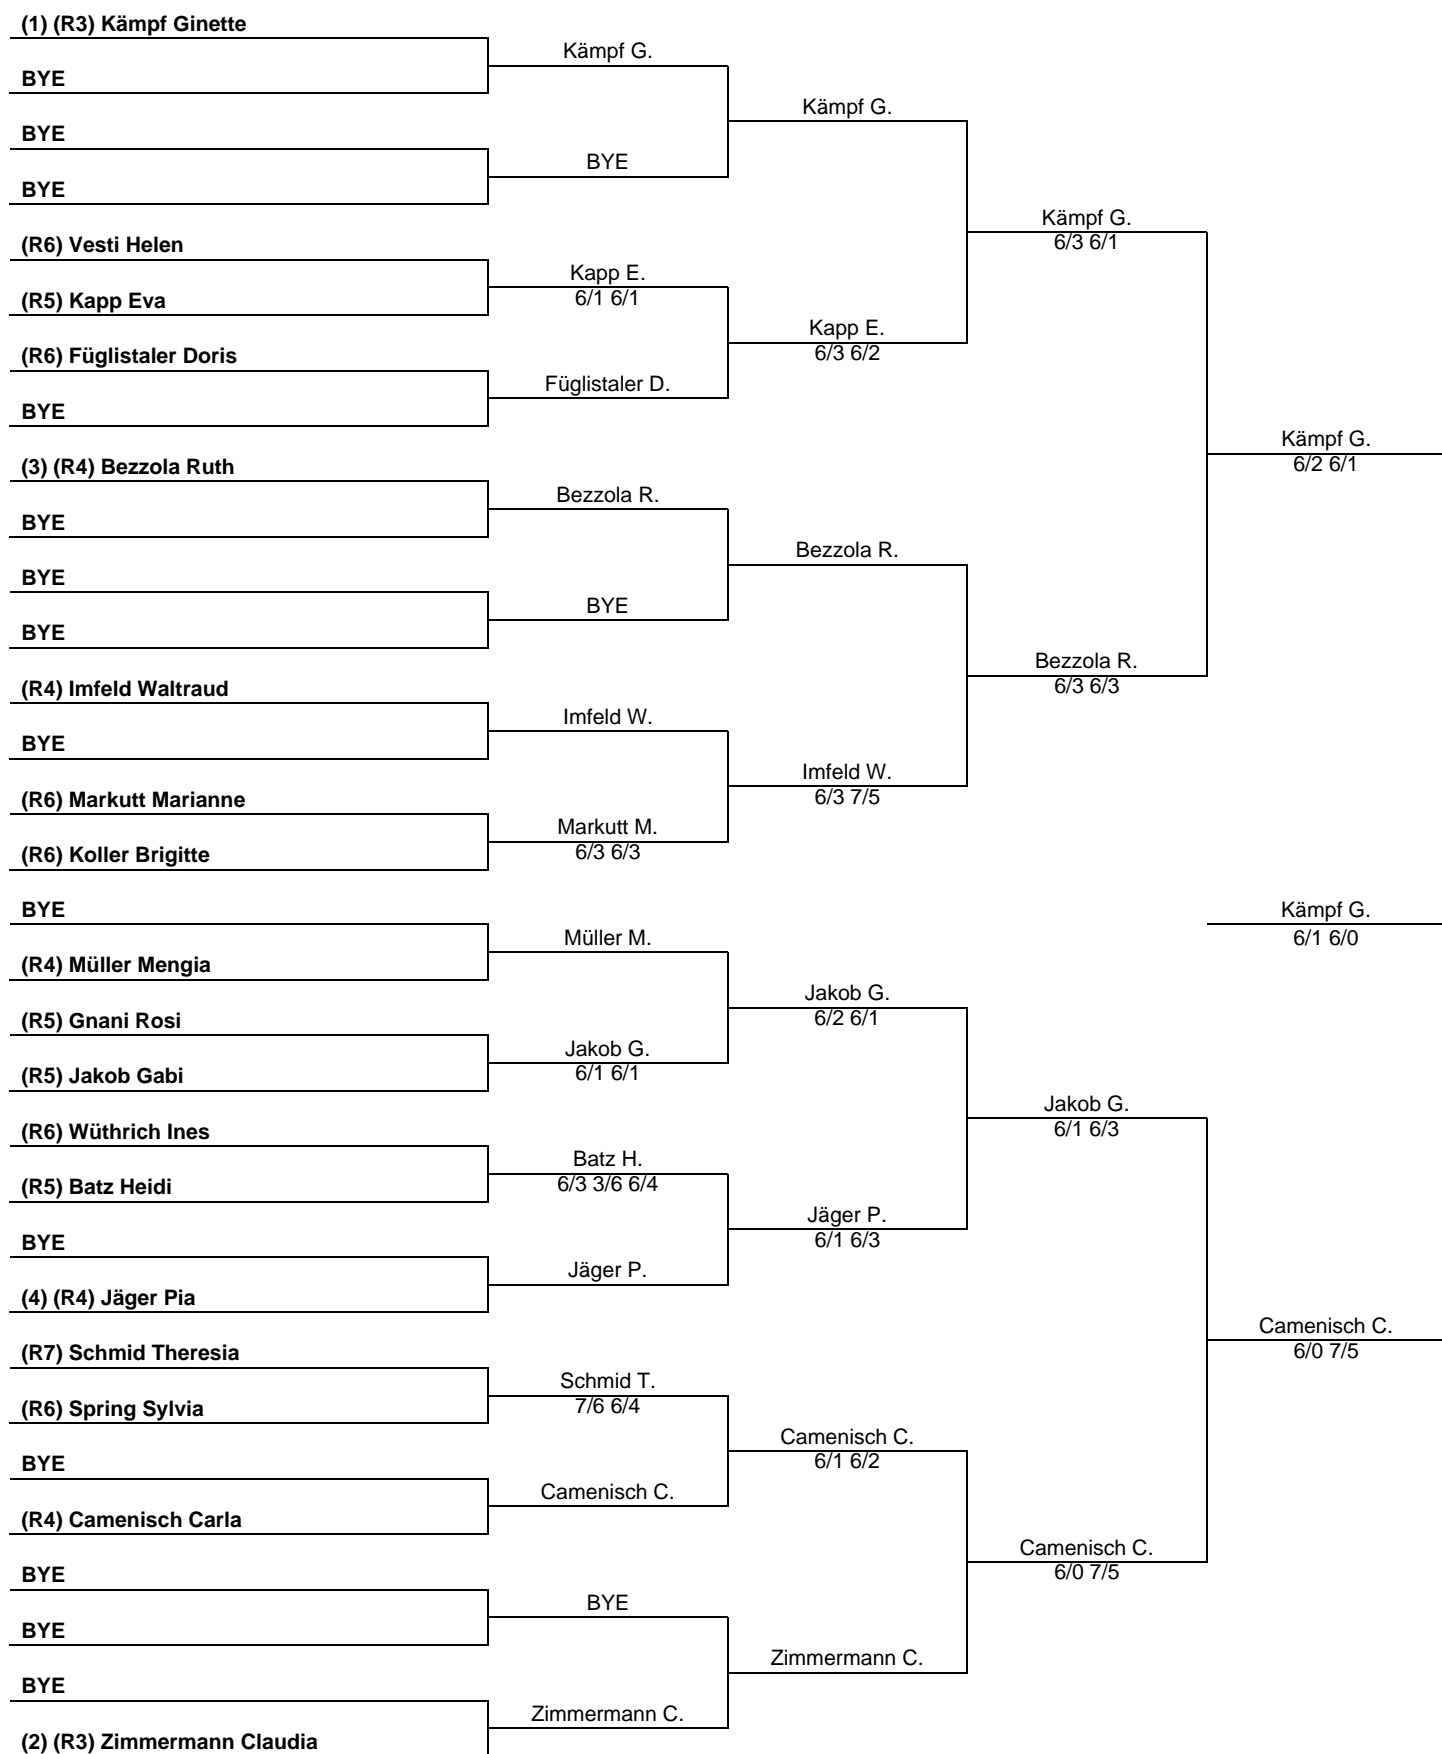 (1) (R3) Kämpf Ginette
BYE
BYE
BYE
(R6) Vesti Helen
(R5) Kapp Eva
(R6) Füglistaler Doris
BYE
(3) (R4) Bezzola Ruth
BYE
BYE
BYE
(R4) Imfeld Waltraud
BYE
(R6) Markutt Marianne
(R6) Koller Brigitte
BYE
(R4) Müller Mengia
(R5) Gnani Rosi
(R5) Jakob Gabi
(R6) Wüthrich Ines
(R5) Batz Heidi
BYE
(4) (R4) Jäger Pia
(R7) Schmid Theresia
(R6) Spring Sylvia
BYE
(R4) Camenisch Carla
BYE
BYE
BYE
(2) (R3) Zimmermann Claudia
Kämpf G.
BYE
Kapp E.
6/1 6/1
Füglistaler D.
Bezzola R.
BYE
Imfeld W.
Markutt M.
6/3 6/3
Müller M.
Jakob G.
6/1 6/1
Batz H.
6/3 3/6 6/4
Jäger P.
Schmid T.
7/6 6/4
Camenisch C.
BYE
Zimmermann C.
Kämpf G.
Kapp E.
6/3 6/2
Bezzola R.
Imfeld W.
6/3 7/5
Jakob G.
6/2 6/1
Jäger P.
6/1 6/3
Camenisch C.
6/1 6/2
Zimmermann C.
Kämpf G.
6/3 6/1
Bezzola R.
6/3 6/3
Jakob G.
6/1 6/3
Camenisch C.
6/0 7/5
Kämpf G.
6/2 6/1
Kämpf G.
6/1 6/0
Camenisch C.
6/0 7/5